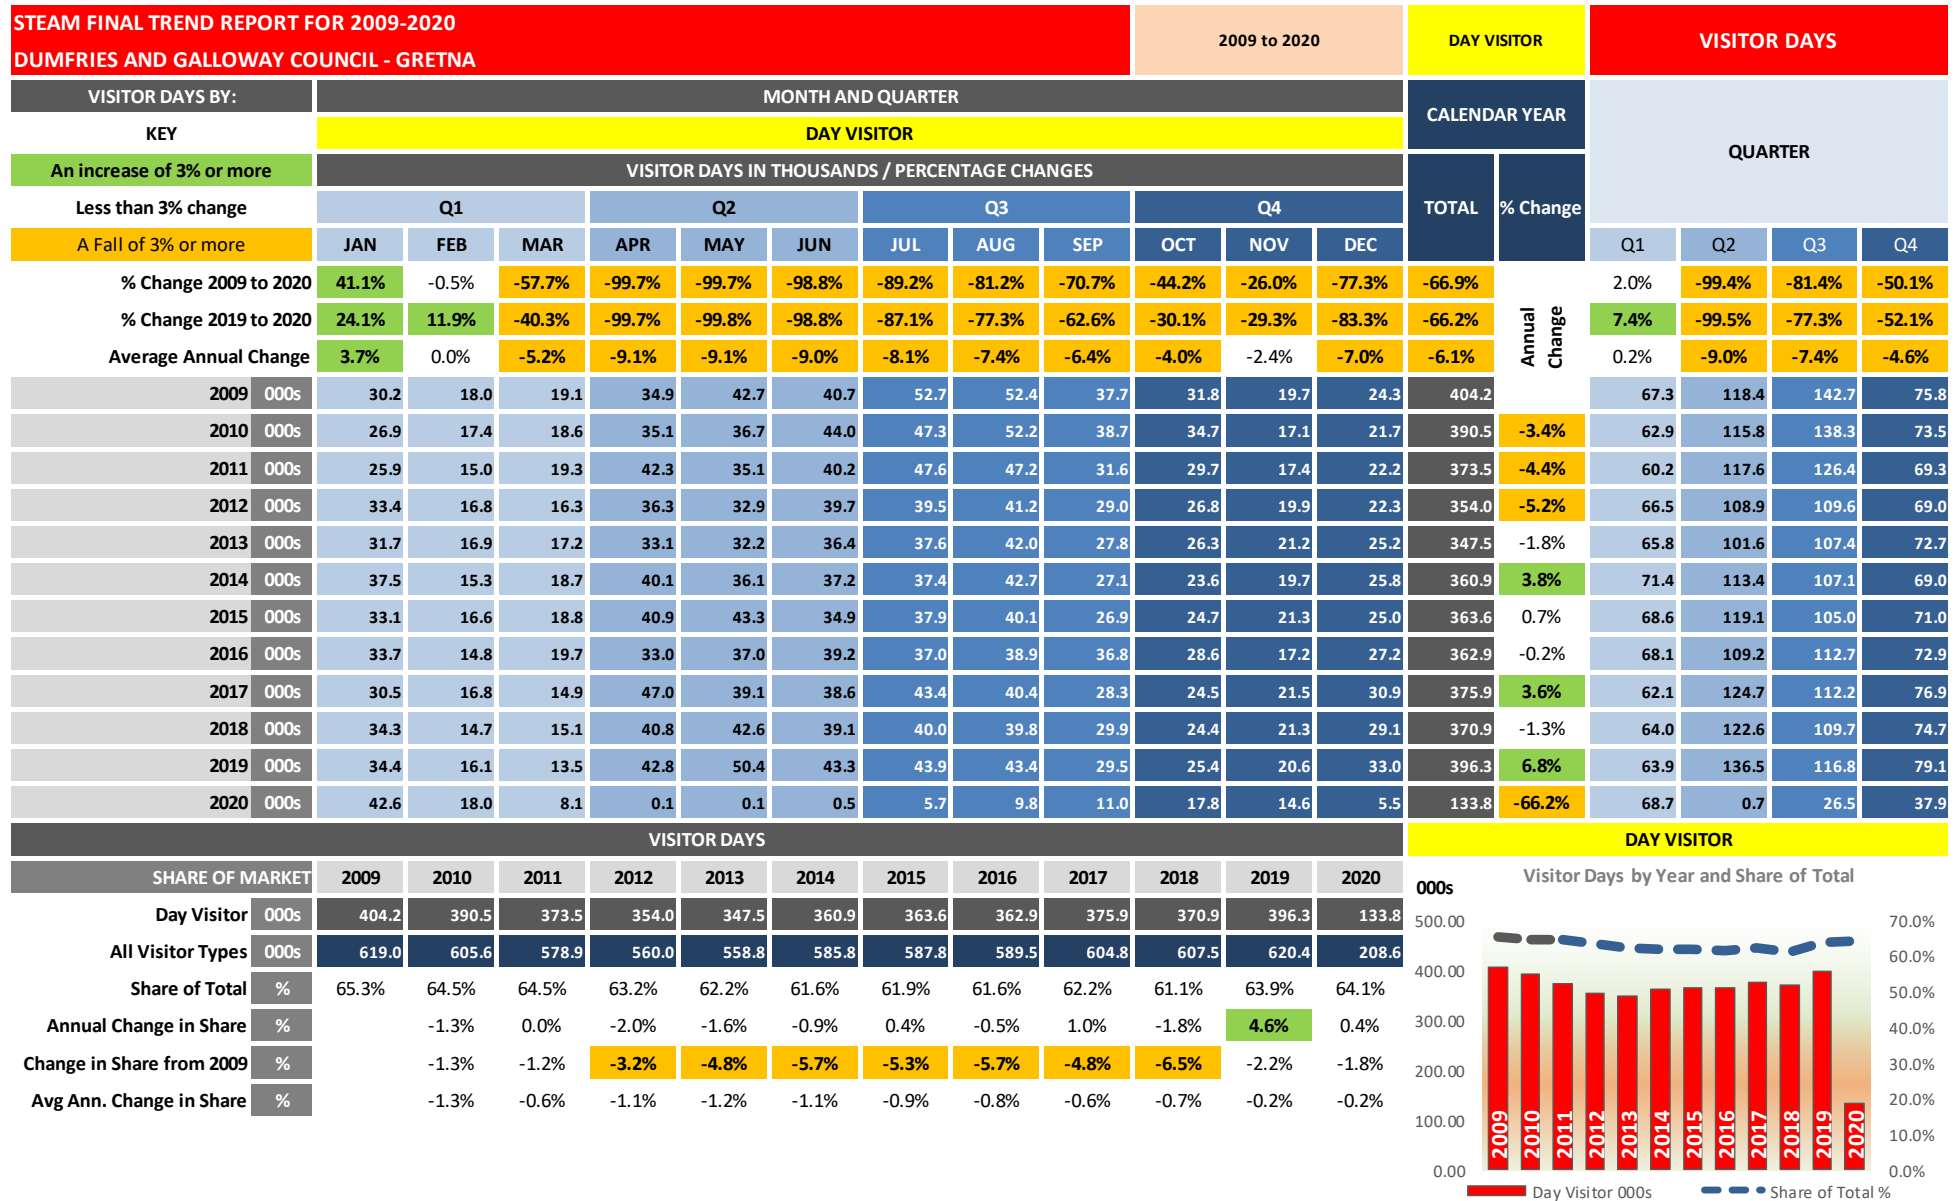 STEAM FINAL TREND REPORT FOR 2009-2020
DUMFRIES AND GALLOWAY COUNCIL - GRETNA
2009 to 2020
DAY VISITOR
VISITOR DAYS
VISITOR DAYS BY:
MONTH AND QUARTER
CALENDAR YEAR
QUARTER
KEY
DAY VISITOR
An increase of 3% or more
VISITOR DAYS IN THOUSANDS / PERCENTAGE CHANGES
Less than 3% change Q1 Q2 Q3 Q4 TOTAL % Change
A Fall of 3% or more JAN FEB MAR APR MAY JUN JUL AUG SEP OCT NOV DEC Q1 Q2 Q3 Q4
% Change 2009 to 2020 41.1% -0.5% -57.7% -99.7% -99.7% -98.8% -89.2% -81.2% -70.7% -44.2% -26.0% -77.3% -66.9% 2.0% -99.4% -81.4% -50.1%
% Change 2019 to 2020 24.1% 11.9% -40.3% -99.7% -99.8% -98.8% -87.1% -77.3% -62.6% -30.1% -29.3% -83.3% -66.2% 7.4% -99.5% -77.3% -52.1%
Average Annual Change 3.7% 0.0% -5.2% -9.1% -9.1% -9.0% -8.1% -7.4% -6.4% -4.0% -2.4% -7.0% -6.1% 0.2% -9.0% -7.4% -4.6%
Annual
Change
2009 000s 30.2 18.0 19.1 34.9 42.7 40.7 52.7 52.4 37.7 31.8 19.7 24.3 404.2 67.3 118.4 142.7 75.8
2010 000s 26.9 17.4 18.6 35.1 36.7 44.0 47.3 52.2 38.7 34.7 17.1 21.7 390.5 -3.4% 62.9 115.8 138.3 73.5
2011 000s 25.9 15.0 19.3 42.3 35.1 40.2 47.6 47.2 31.6 29.7 17.4 22.2 373.5 -4.4% 60.2 117.6 126.4 69.3
2012 000s 33.4 16.8 16.3 36.3 32.9 39.7 39.5 41.2 29.0 26.8 19.9 22.3 354.0 -5.2% 66.5 108.9 109.6 69.0
2013 000s 31.7 16.9 17.2 33.1 32.2 36.4 37.6 42.0 27.8 26.3 21.2 25.2 347.5 -1.8% 65.8 101.6 107.4 72.7
2014 000s 37.5 15.3 18.7 40.1 36.1 37.2 37.4 42.7 27.1 23.6 19.7 25.8 360.9 3.8% 71.4 113.4 107.1 69.0
2015 000s 33.1 16.6 18.8 40.9 43.3 34.9 37.9 40.1 26.9 24.7 21.3 25.0 363.6 0.7% 68.6 119.1 105.0 71.0
2016 000s 33.7 14.8 19.7 33.0 37.0 39.2 37.0 38.9 36.8 28.6 17.2 27.2 362.9 -0.2% 68.1 109.2 112.7 72.9
2017 000s 30.5 16.8 14.9 47.0 39.1 38.6 43.4 40.4 28.3 24.5 21.5 30.9 375.9 3.6% 62.1 124.7 112.2 76.9
2018 000s 34.3 14.7 15.1 40.8 42.6 39.1 40.0 39.8 29.9 24.4 21.3 29.1 370.9 -1.3% 64.0 122.6 109.7 74.7
2019 000s 34.4 16.1 13.5 42.8 50.4 43.3 43.9 43.4 29.5 25.4 20.6 33.0 396.3 6.8% 63.9 136.5 116.8 79.1
2020 000s 42.6 18.0 8.1 0.1 0.1 0.5 5.7 9.8 11.0 17.8 14.6 5.5 133.8 -66.2% 68.7 0.7 26.5 37.9
VISITOR DAYS
SHARE OF MARKET 2009 2010 2011 2012 2013 2014 2015 2016 2017 2018 2019 2020
Day Visitor 000s 404.2 390.5 373.5 354.0 347.5 360.9 363.6 362.9 375.9 370.9 396.3 133.8
All Visitor Types 000s 619.0 605.6 578.9 560.0 558.8 585.8 587.8 589.5 604.8 607.5 620.4 208.6
Share of Total % 65.3% 64.5% 64.5% 63.2% 62.2% 61.6% 61.9% 61.6% 62.2% 61.1% 63.9% 64.1%
Annual Change in Share % -1.3% 0.0% -2.0% -1.6% -0.9% 0.4% -0.5% 1.0% -1.8% 4.6% 0.4%
Change in Share from 2009 % -1.3% -1.2% -3.2% -4.8% -5.7% -5.3% -5.7% -4.8% -6.5% -2.2% -1.8%
Avg Ann. Change in Share % -1.3% -0.6% -1.1% -1.2% -1.1% -0.9% -0.8% -0.6% -0.7% -0.2% -0.2%
DAY VISITOR
Visitor Days by Year and Share of Total
000s
500.00 70.0%
60.0%
400.00
50.0%
300.00 40.0%
30.0%
200.00
20.0%
100.00 10.0%
0.00 0.0%
2009 2010 2011 2012 2013 2014 2015 2016 2017 2018 2019 2020
Day Visitor 000s Share of Total %